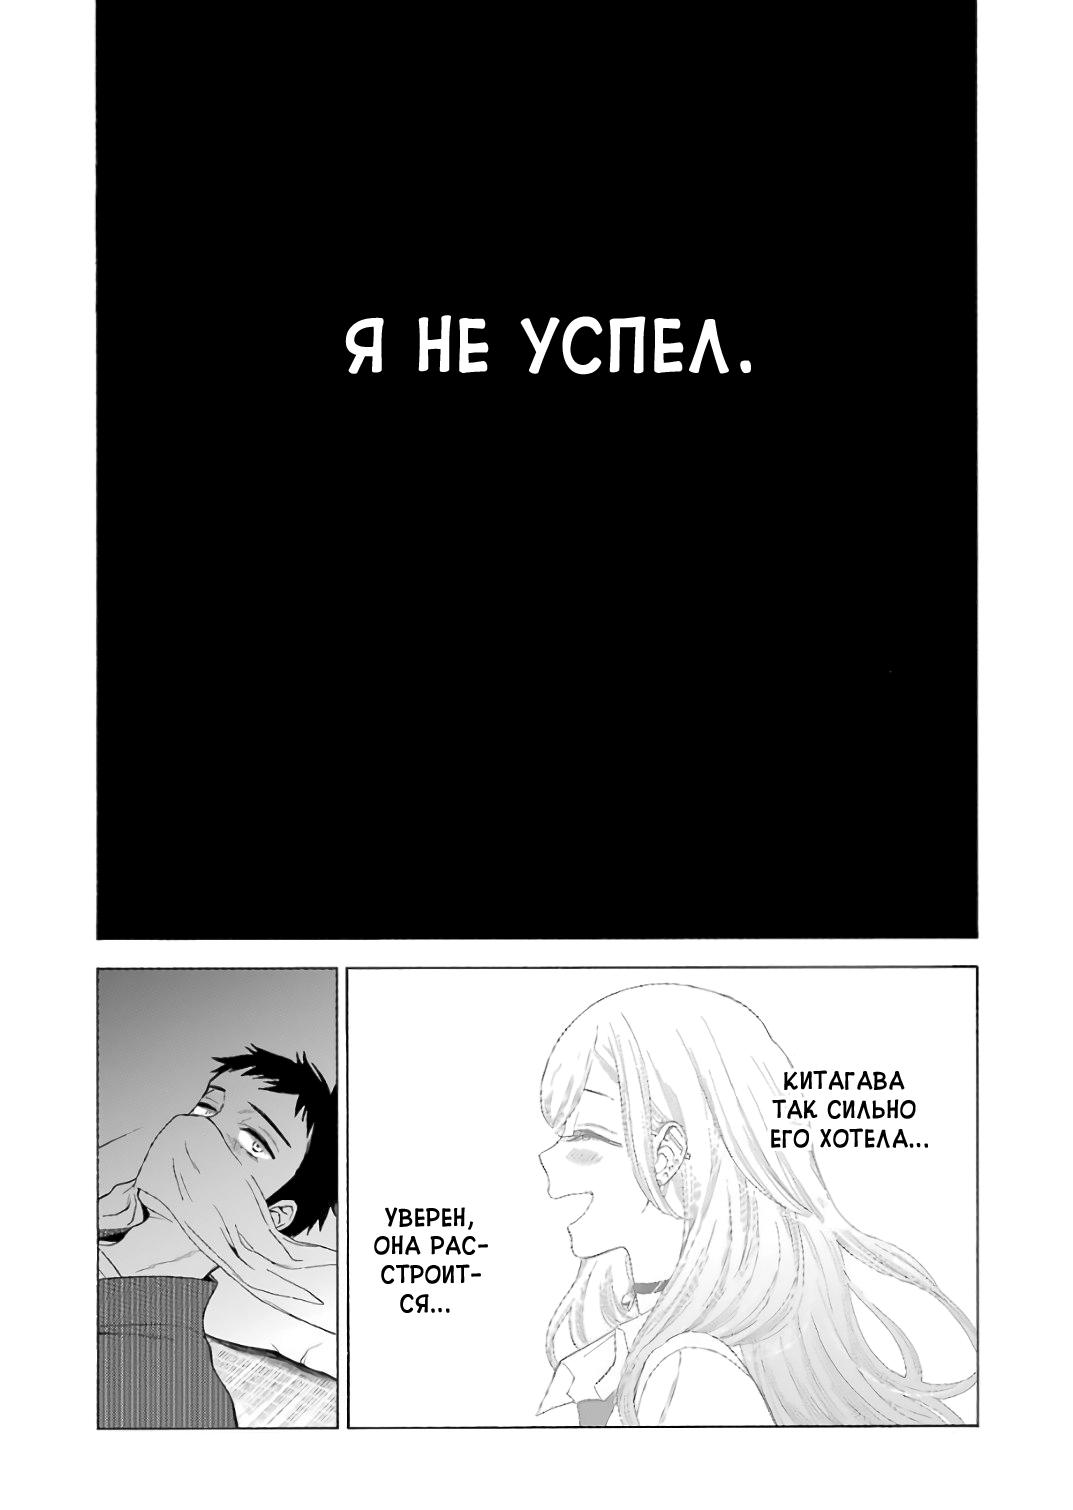 Я НЕ УСПЕЛ.
КИТАГАВА
ТАК СИЛЬНО
ЕГО ХОТЕЛА...
УВЕРЕН,
ОНА РАС-
СТРОИТ-
СЯ...